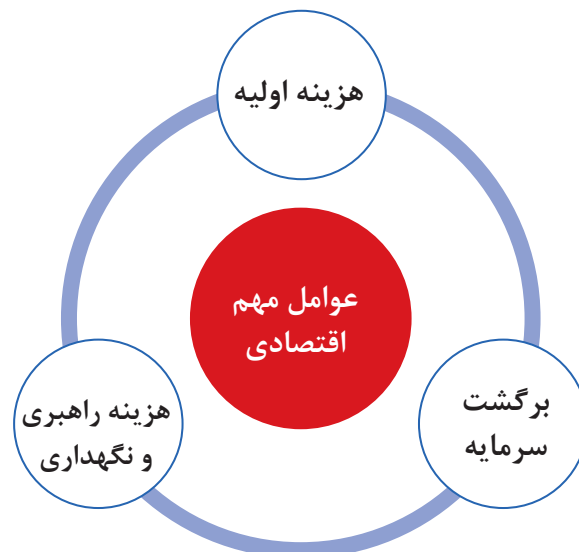 هزینه اولیه
عوامل مهم
اقتصادی
برگشت
سرمایه
هزینه راهبری
و نگهداری